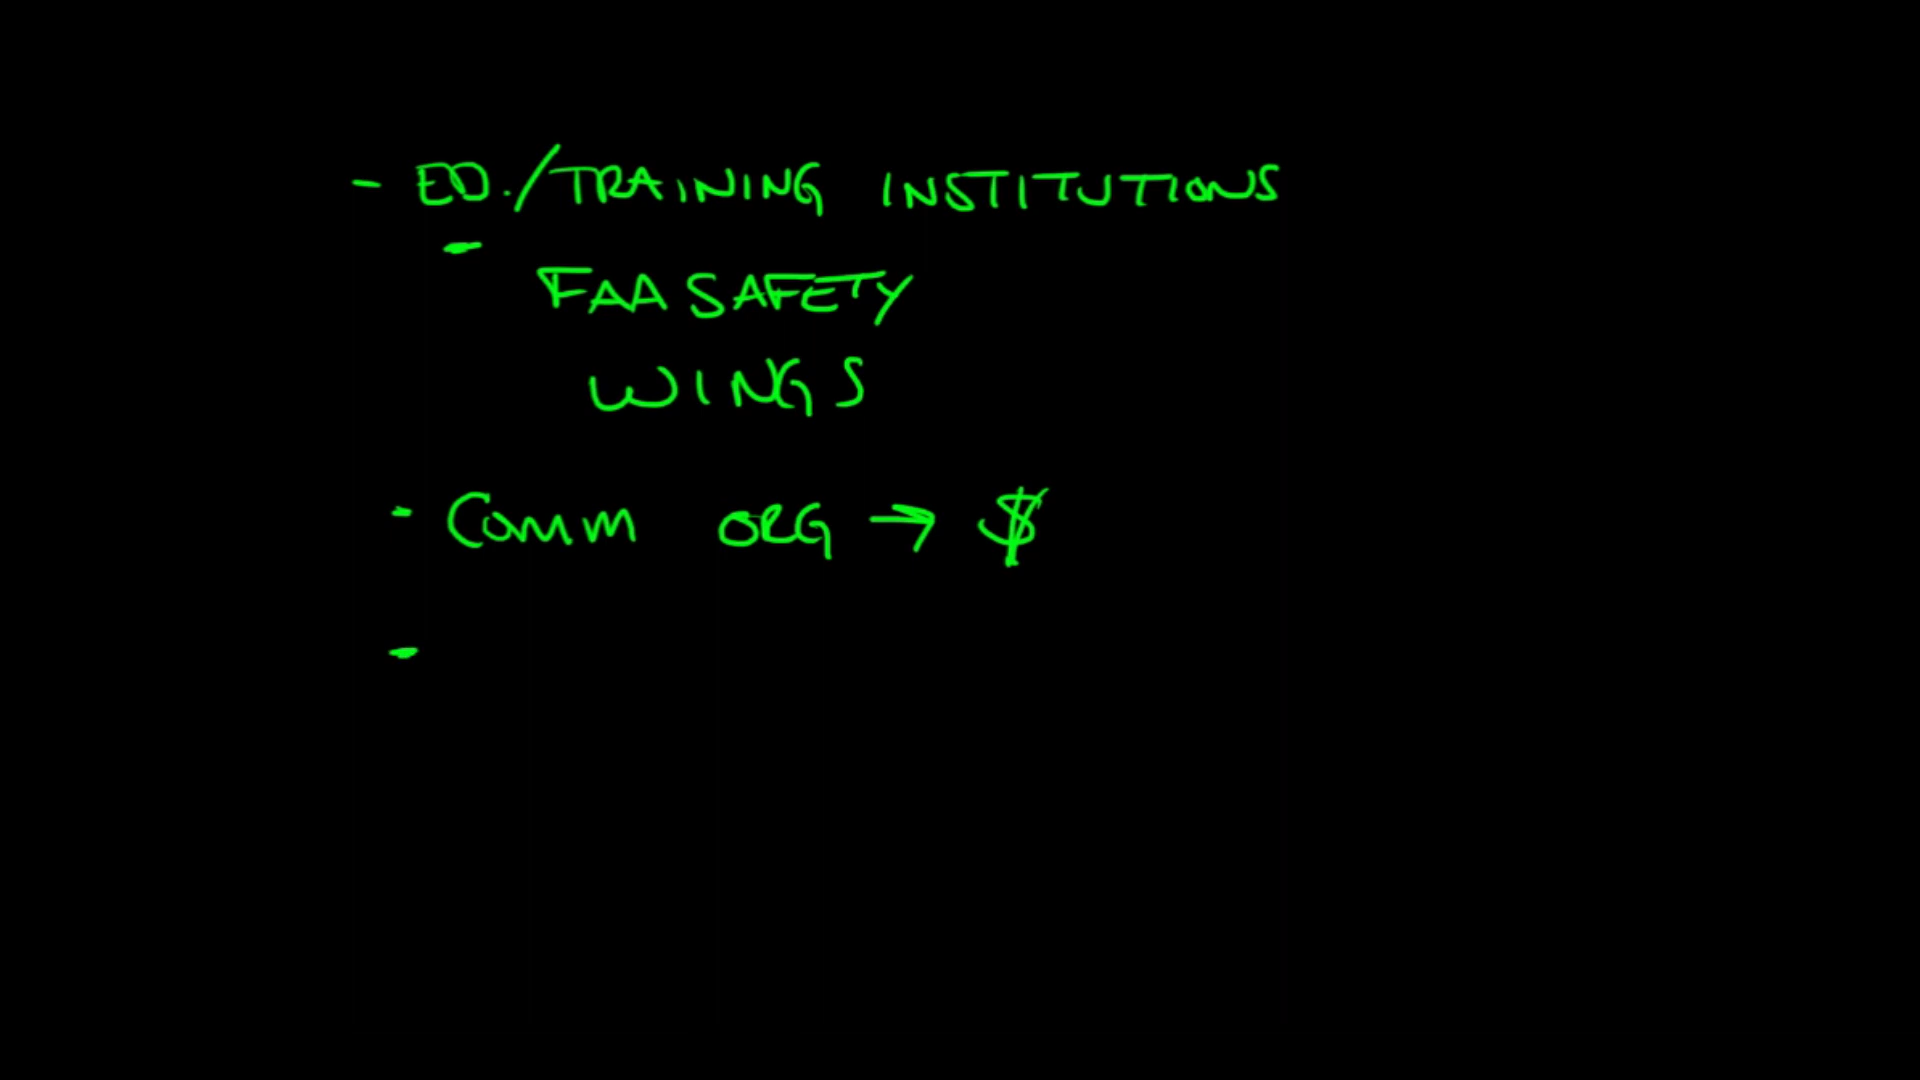 - ED./TRAINING INSTITUTIONS
-
FAA SAFETY
WINGS
- Comm ORG → $
-